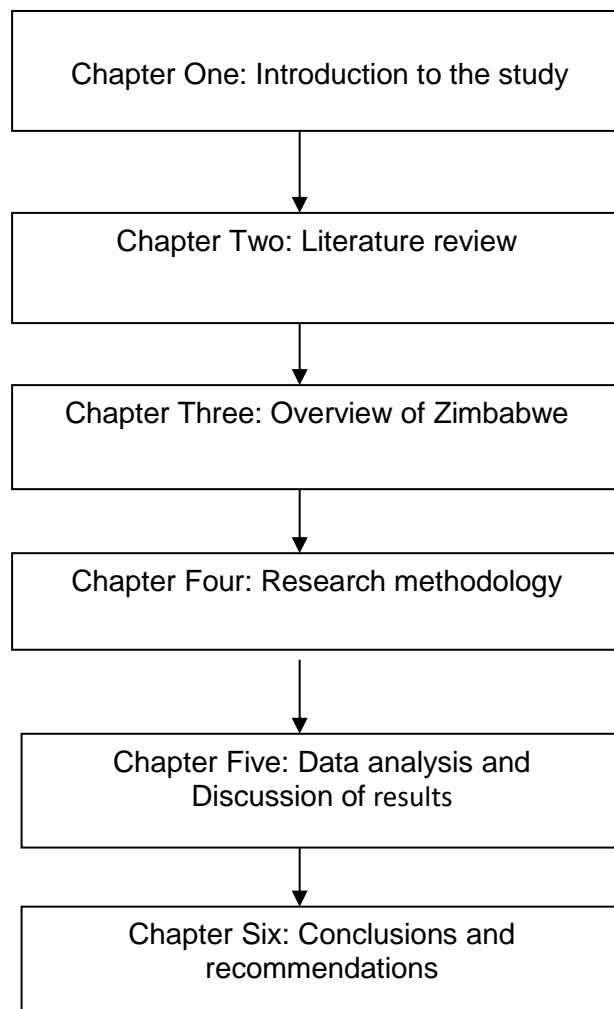 Chapter One: Introduction to the study
Chapter Two: Literature review
Chapter Three: Overview of Zimbabwe
Chapter Four: Research methodology
Chapter Five: Data analysis and
Discussion of results
Chapter Six: Conclusions and
recommendations